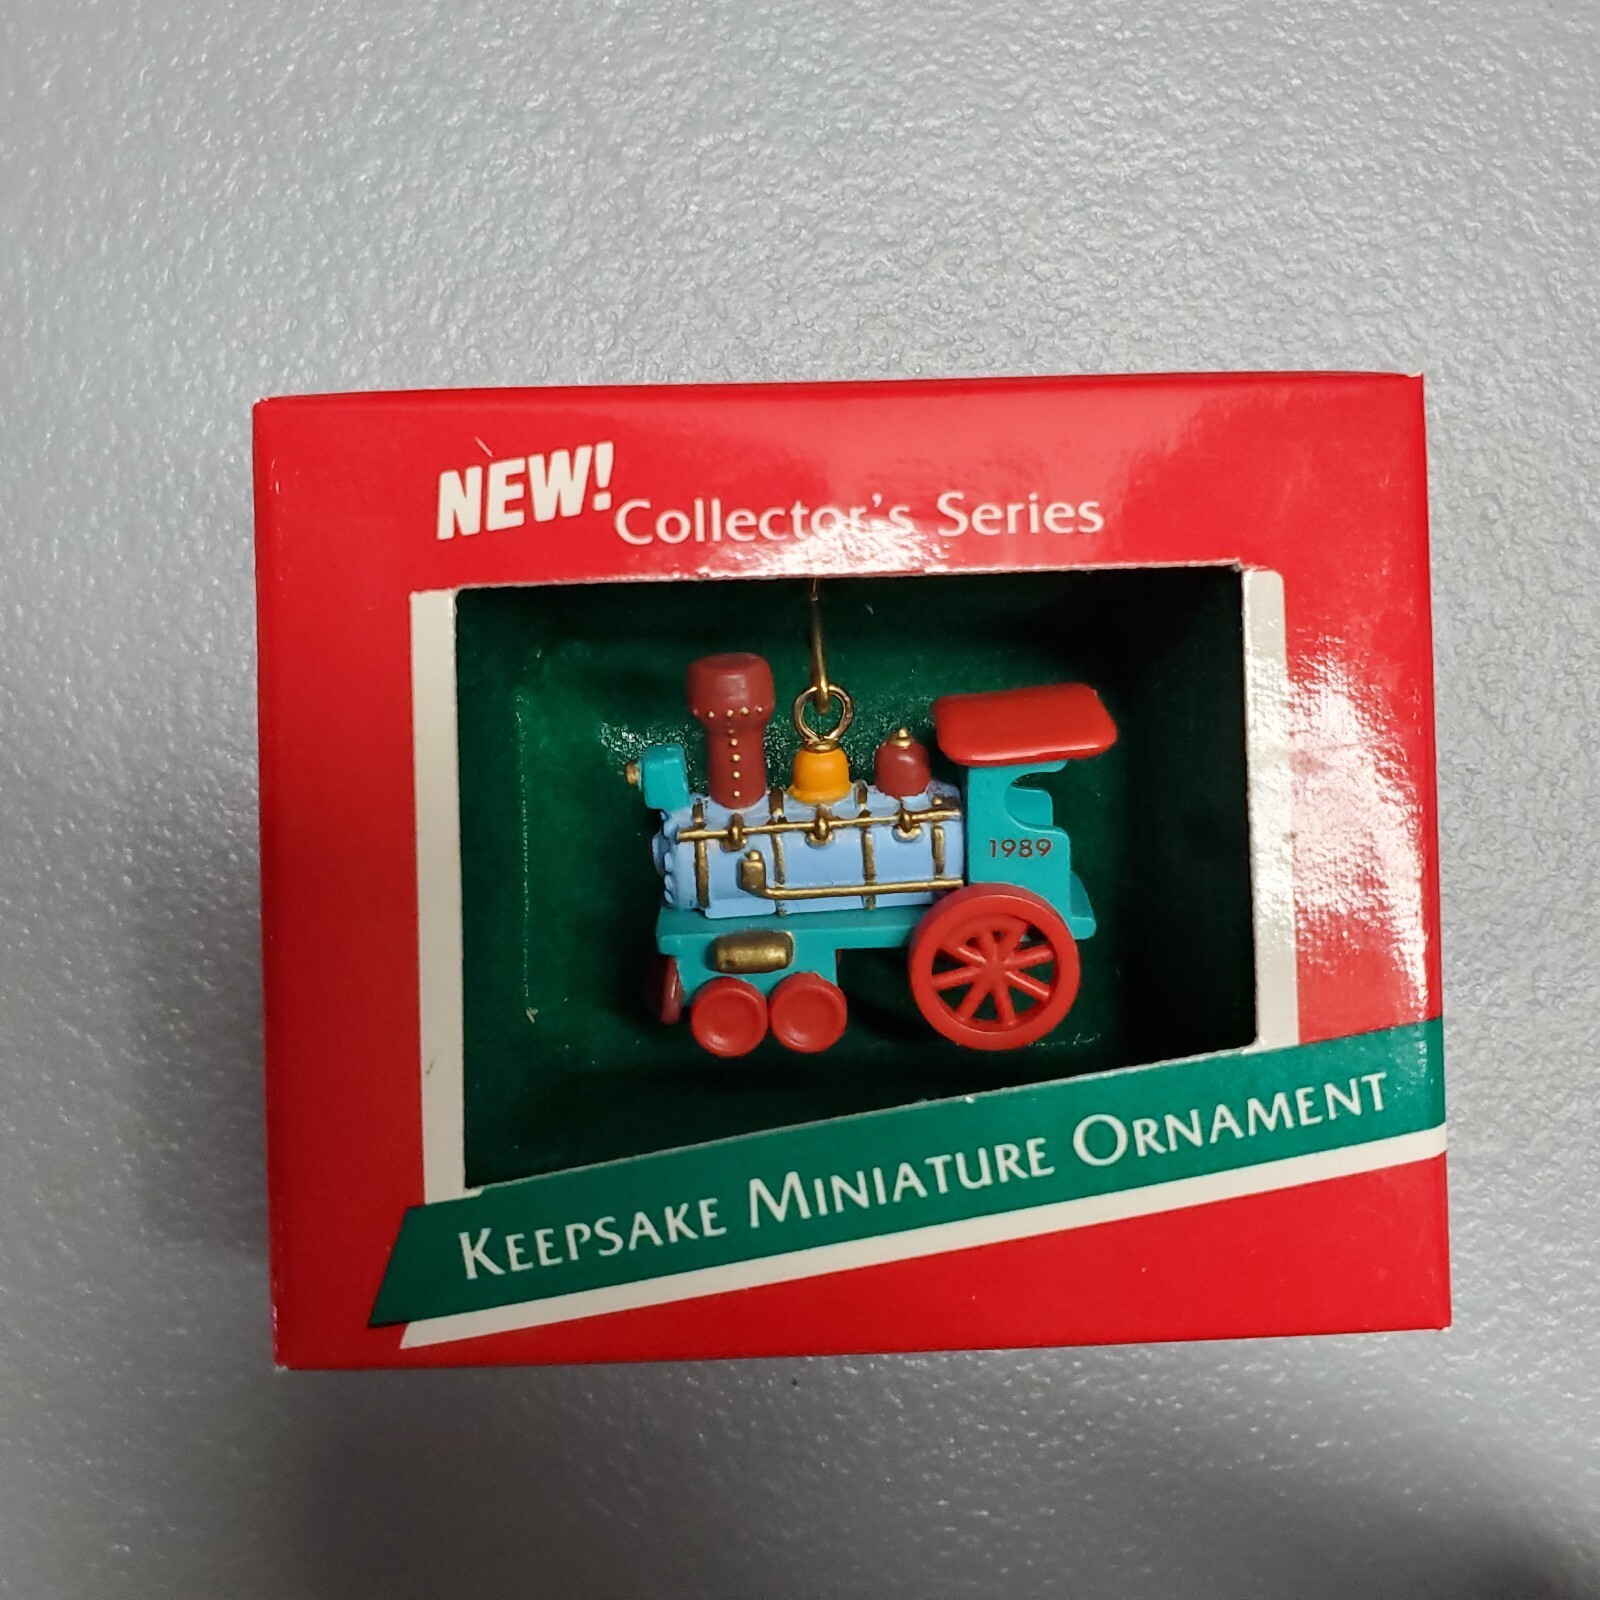 NEW! Collector's Series
1989
KEEPSAKE MINIATURE ORNAMENT